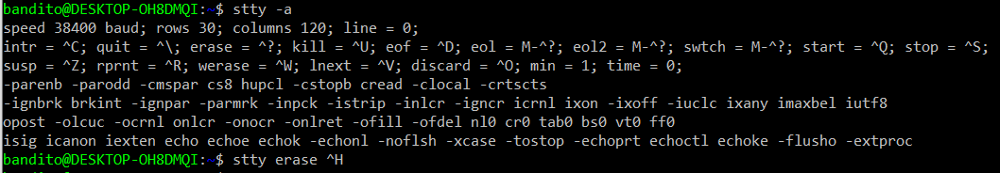 bandito@DESKTOP-OH8DMQI:~$ stty -a
speed 38400 baud; rows 30; columns 120; line = 0;
intr = ^C; quit = ^\; erase = ^?; kill = ^U; eof = ^D; eol = M-^?; eol2 = M-^?; swtch = M-^?; start = ^Q; stop = ^S;
susp = ^Z; rprnt = ^R; werase = ^W; lnext = ^V; discard = ^O; min = 1; time = 0;
-parenb -parodd -cmspar cs8 hupcl -cstopb cread -clocal -crtscts
-ignbrk brkint -ignpar -parmrk -inpck -istrip -inlcr -igncr icrnl ixon -ixoff -iuclc ixany imaxbel iutf8
opost -olcuc -ocrnl onlcr -onocr -onlret -ofill -ofdel nl0 cr0 tab0 bs0 vt0 ff0
isig icanon iexten echo echoe echok -echonl -noflsh -xcase -tostop -echoprt echoctl echoke -flusho -extproc
bandito@DESKTOP-OH8DMQI:~$ stty erase ^H